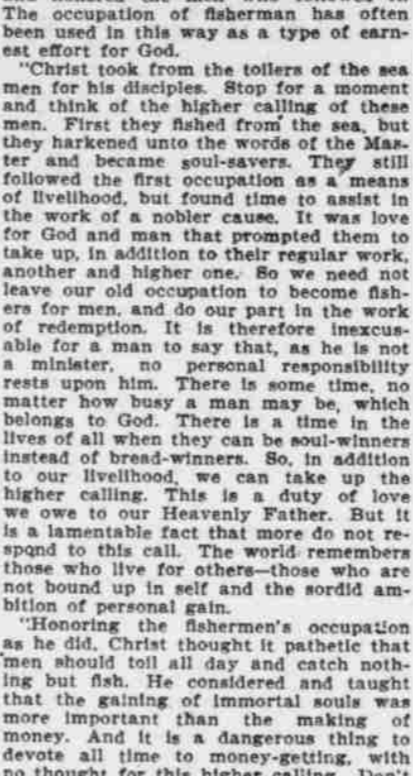 The occupation of fisherman has often
been used in this way as a type of earn-
est effort for God.
"Christ took from the toilers of the sea
men for his disciples. Stop for a moment
and think of the higher calling of these
men. First they fished from the sea, but
they harkened unto the words of the Mas-
ter and became soul-savers. They still
followed the first occupation as a means
of livelihood, but found time to assist in
the work of a nobler cause. It was love
for God and man that prompted them to
take up, in addition to their regular work,
another and higher one. So we need not
leave our old occupation to become fish-
ers for men, and do our part in the work
of redemption. It is therefore inexcus-
able for a man to say that, as he is not
a minister, no personal responsibility
rests upon him. There is some time, no
matter how busy a man may be, which
belongs to God. There is a time in the
lives of all when they can be soul-winners
instead of bread-winners. So, in addition
to our livelihood, we can take up the
higher calling. This is a duty of love
we owe to our Heavenly Father. But it
is a lamentable fact that more do not re-
spqnd to this call. The world remembers
those who live for others—those who are
not bound up in self and the sordid am-
bition of personal gain.
"Honoring the fishermen's occupation
as he did, Christ thought it pathetic that
men should toil all day and catch noth-
ing but fish. He considered and taught
that the gaining of immortal souls was
more important than the making of
money. And it is a dangerous thing to
devote all time to money-getting, with
no thought for this higher calling.